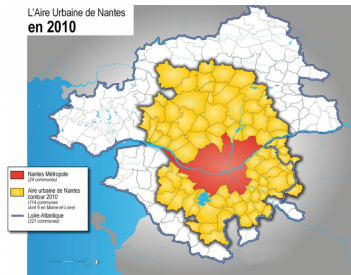 L'Aire Urbaine de Nantes
en 2010
Nantes Métropole
(24 communes)
Aire urbaine de Nantes
contour 2010
(114 communes
dont 6 en Maine-et-Loire)
Loire-Atlantique
(221 communes)